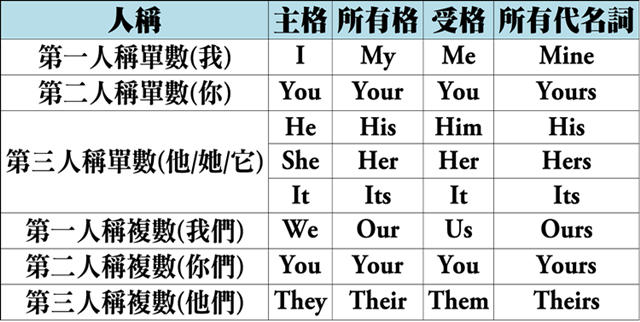 人稱 主格 所有格 受格 所有代名詞
第一人稱單數(我) I My Me Mine
第二人稱單數(你) You Your You Yours
He His Him His
第三人稱單數(他/她/它) She Her Her Hers
It Its It Its
第一人稱複數(我們) We Our Us Ours
第二人稱複數(你們) You Your You Yours
第三人稱複數(他們) They Their Them Theirs